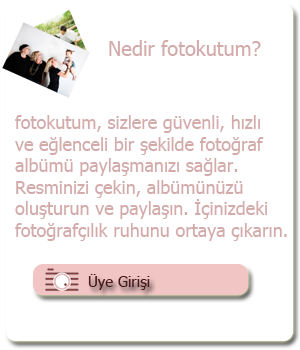 Nedir fotokutum?
fotokutum, sizlere güvenli, hızlı
ve eğlenceli bir şekilde fotoğraf
albümü paylaşmanızı sağlar.
Resminizi çekin, albümünüzü
oluşturun ve paylaşın. İçinizdeki
fotoğrafçılık ruhunu ortaya çıkarın.
Üye Girişi